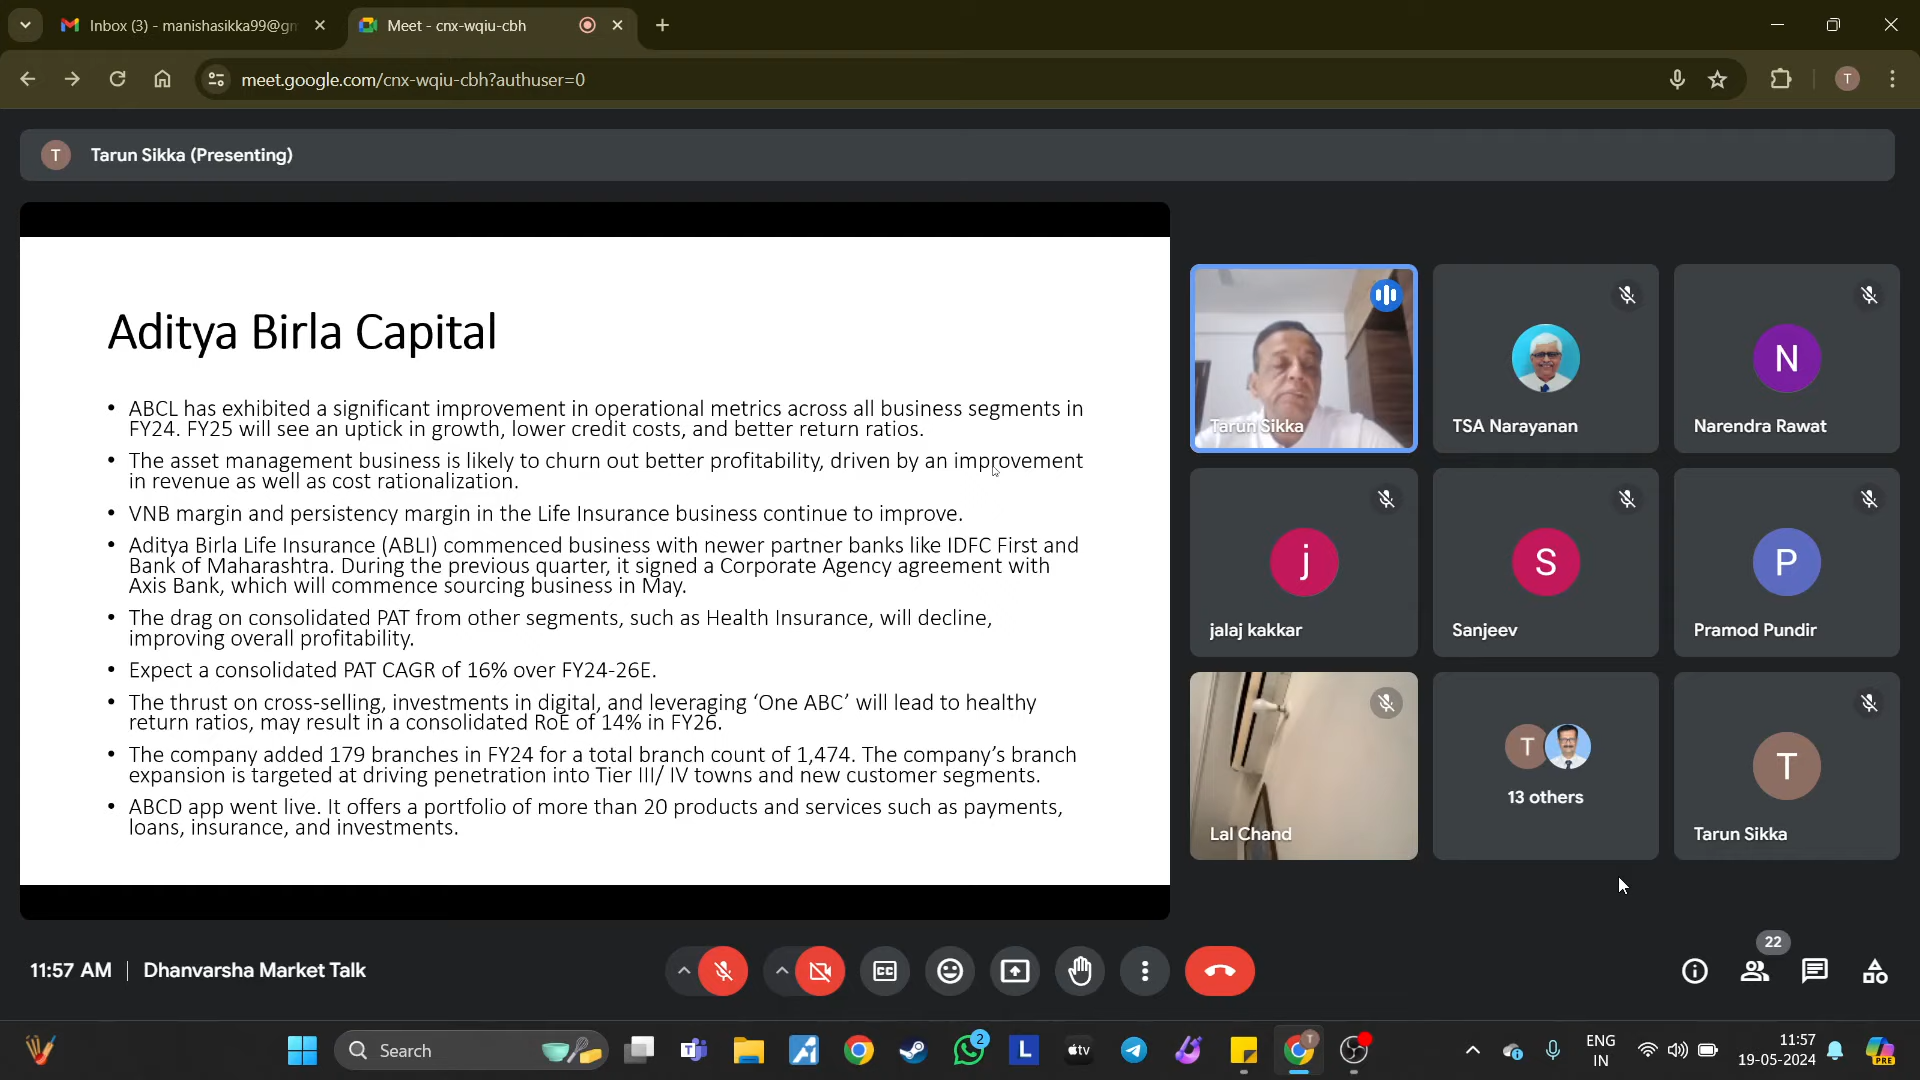 Inbox (3) - manishasikka99@gm
Meet - cnx-wqiu-cbh
meet.google.com/cnx-wqiu-cbh?authuser=0
T
T
Tarun Sikka (Presenting)
Aditya Birla Capital
• ABCL has exhibited a significant improvement in operational metrics across all business segments in
FY24. FY25 will see an uptick in growth, lower credit costs, and better return ratios.
• The asset management business is likely to churn out better profitability, driven by an improvement
in revenue as well as cost rationalization.
• VNB margin and persistency margin in the Life Insurance business continue to improve.
• Aditya Birla Life Insurance (ABLI) commenced business with newer partner banks like IDFC First and
Bank of Maharashtra. During the previous quarter, it signed a Corporate Agency agreement with
Axis Bank, which will commence sourcing business in May.
• The drag on consolidated PAT from other segments, such as Health Insurance, will decline,
improving overall profitability.
• Expect a consolidated PAT CAGR of 16% over FY24-26E.
• The thrust on cross-selling, investments in digital, and leveraging ‘One ABC’ will lead to healthy
return ratios, may result in a consolidated RoE of 14% in FY26.
• The company added 179 branches in FY24 for a total branch count of 1,474. The company’s branch
expansion is targeted at driving penetration into Tier III/ IV towns and new customer segments.
• ABCD app went live. It offers a portfolio of more than 20 products and services such as payments,
loans, insurance, and investments.
Tarun Sikka
TSA Narayanan
N
Narendra Rawat
j
jalaj kakkar
S
Sanjeev
P
Pramod Pundir
Lal Chand
T
13 others
T
Tarun Sikka
11:57 AM | Dhanvarsha Market Talk
CC
22
Search
2
L
tv
T
ENG
IN
11:57
19-05-2024
PRE